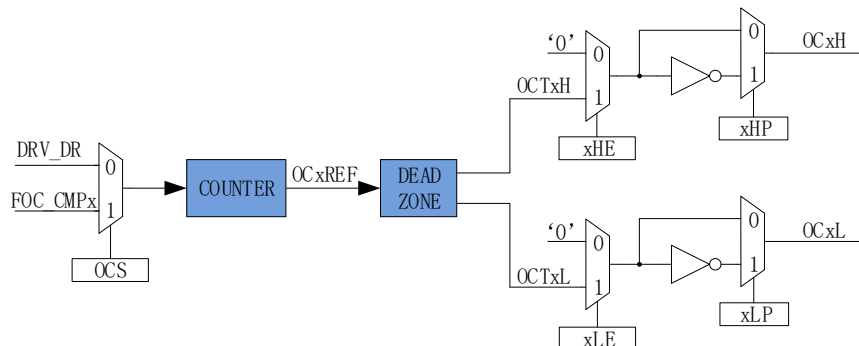 ‘0’
0
1
OCTxH
xHE
0
1
OCxH
xHP
DRV_DR
FOC_CMPx
0
1
OCS
COUNTER
OCxREF
DEAD
ZONE
‘0’
0
1
OCTxL
xLE
0
1
OCxL
xLP